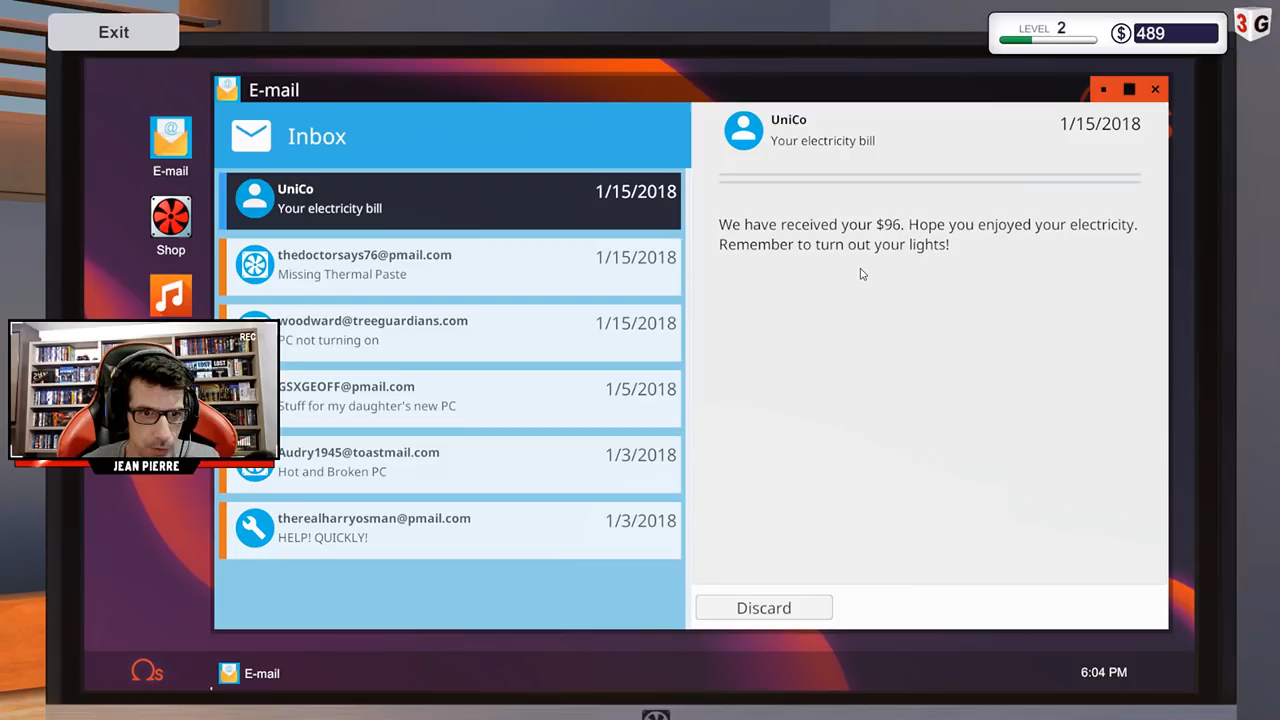 Exit
LEVEL 2
$ 489
3G
E-mail
Inbox
UniCo
1/15/2018
Your electricity bill
thedoctorsays76@pmail.com
1/15/2018
Missing Thermal Paste
woodward@treeguardians.com
1/15/2018
PC not turning on
GSXGEOFF@pmail.com
1/5/2018
Stuff for my daughter's new PC
Audry1945@toastmail.com
1/3/2018
Hot and Broken PC
therealharryosman@pmail.com
1/3/2018
HELP! QUICKLY!
UniCo
1/15/2018
Your electricity bill
We have received your $96. Hope you enjoyed your electricity.
Remember to turn out your lights!
Discard
E-mail
Shop
REC
LOST
JEAN PIERRE
Ωs
E-mail
6:04 PM